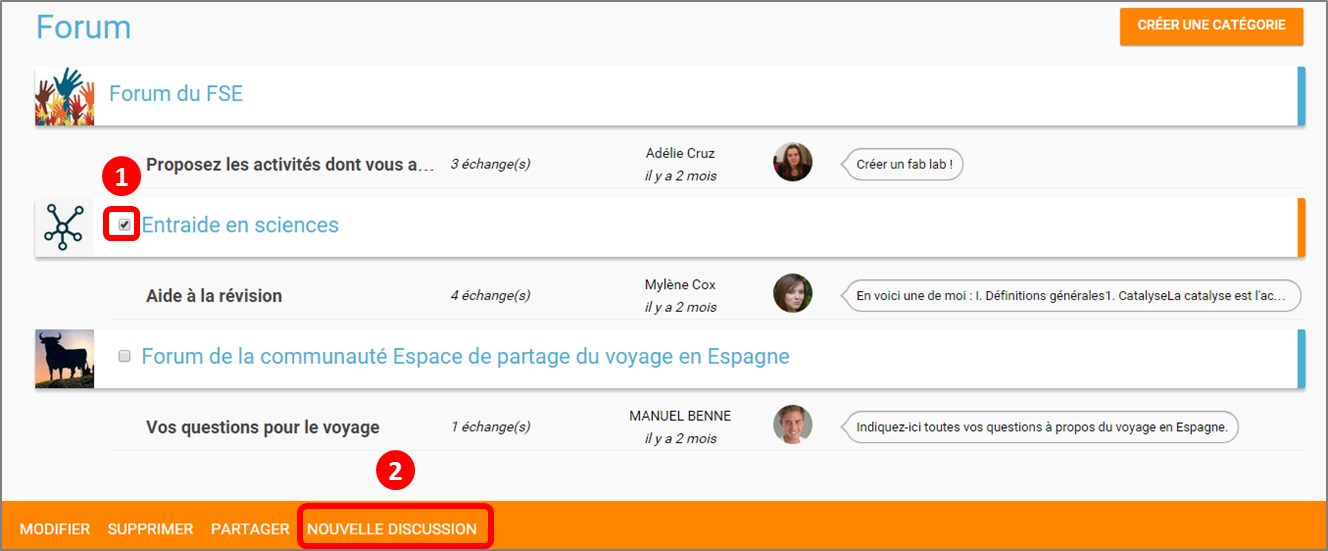 Forum
CRÉER UNE CATÉGORIE
Forum du FSE
Proposez les activités dont vous a...
3 échange(s)
Adélie Cruz
il y a 2 mois
Créer un fab lab !
1
Entraide en sciences
Aide à la révision
4 échange(s)
Mylène Cox
il y a 2 mois
En voici une de moi : I. Définitions générales1. CatalyseLa catalyse est l'ac...
Forum de la communauté Espace de partage du voyage en Espagne
Vos questions pour le voyage
1 échange(s)
MANUEL BENNE
il y a 2 mois
Indiquez-ici toutes vos questions à propos du voyage en Espagne.
2
MODIFIER
SUPPRIMER
PARTAGER
NOUVELLE DISCUSSION